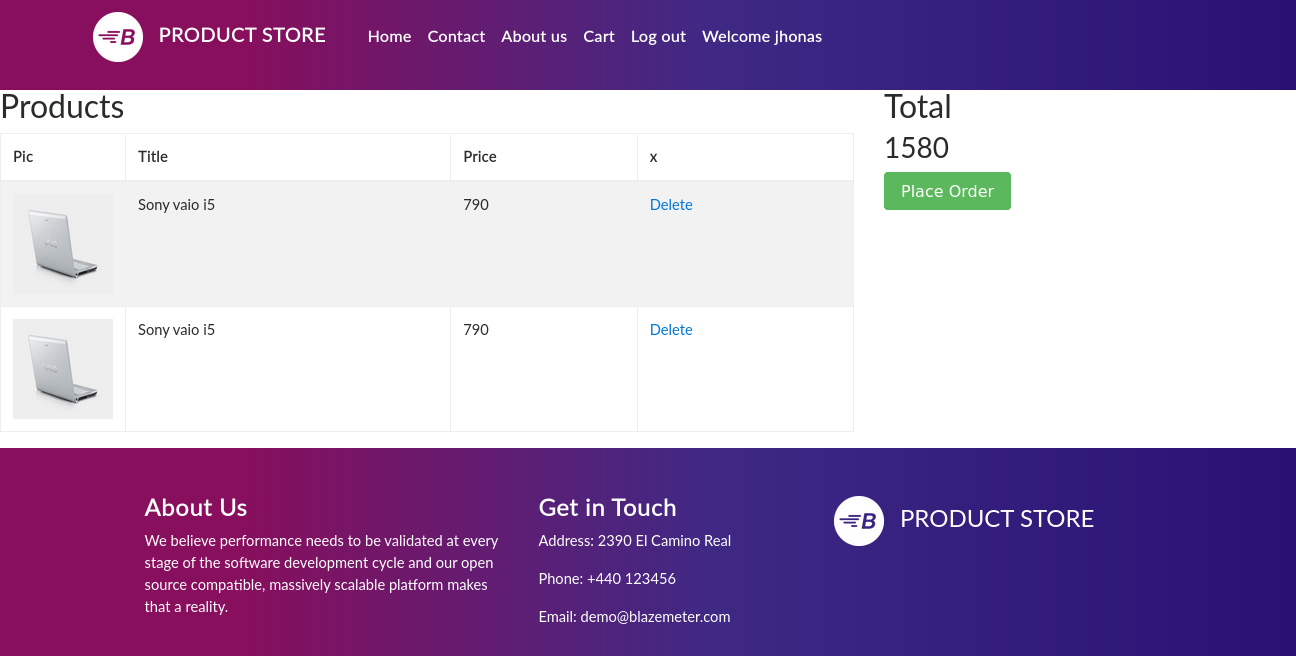 B PRODUCT STORE Home Contact About us Cart Log out Welcome jhonas
Products
Pic Title Price x
Sony vaio i5 790 Delete
Sony vaio i5 790 Delete
Total
1580
Place Order
About Us
We believe performance needs to be validated at every
stage of the software development cycle and our open
source compatible, massively scalable platform makes
that a reality.
Get in Touch
Address: 2390 El Camino Real
Phone: +440 123456
Email: demo@blazemeter.com
B PRODUCT STORE